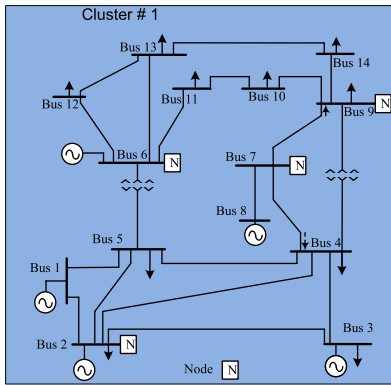 Cluster # 1
Bus 13
Bus 14
Bus 12
Bus 11
Bus 10
Bus 9
N
Bus 6
N
Bus 7
N
Bus 8
Bus 5
Bus 4
Bus 1
Bus 2
N
Bus 3
Node N